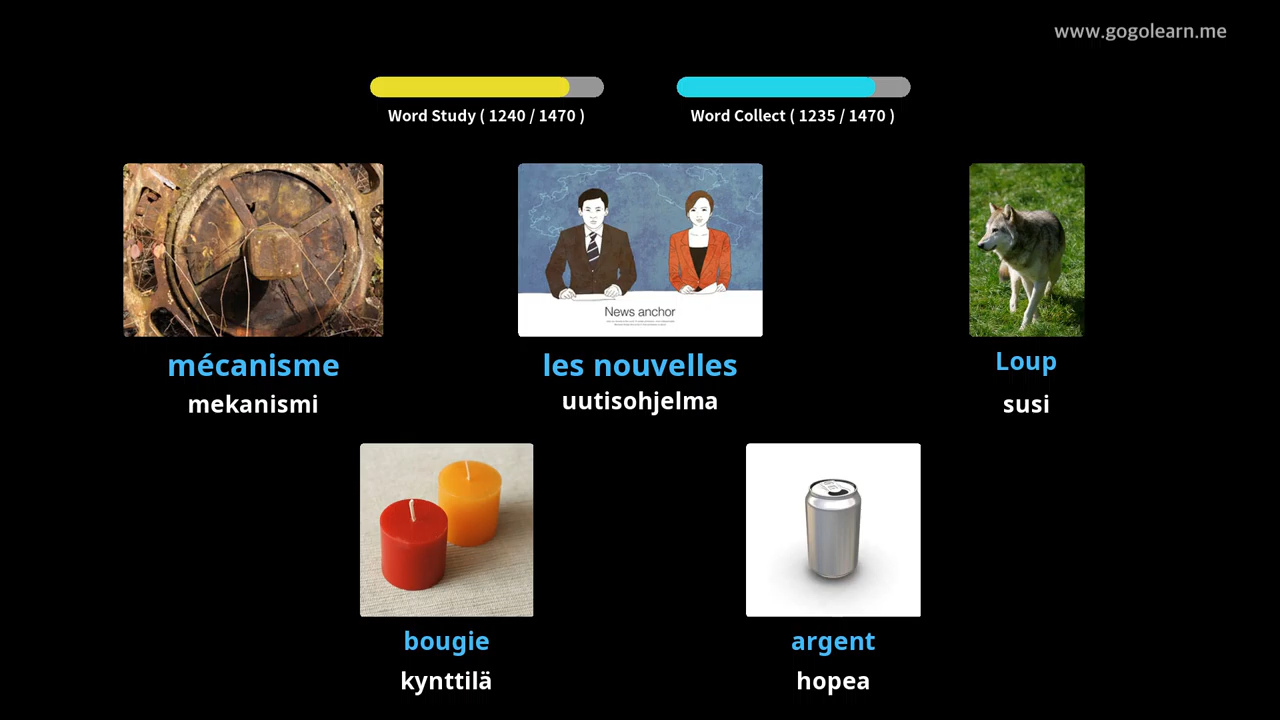 www.gogolearn.me
Word Study ( 1240 / 1470 )
Word Collect ( 1235 / 1470 )
News anchor
mécanisme
les nouvelles
Loup
mekanismi
uutisohjelma
susi
bougie
argent
kynttilä
hopea